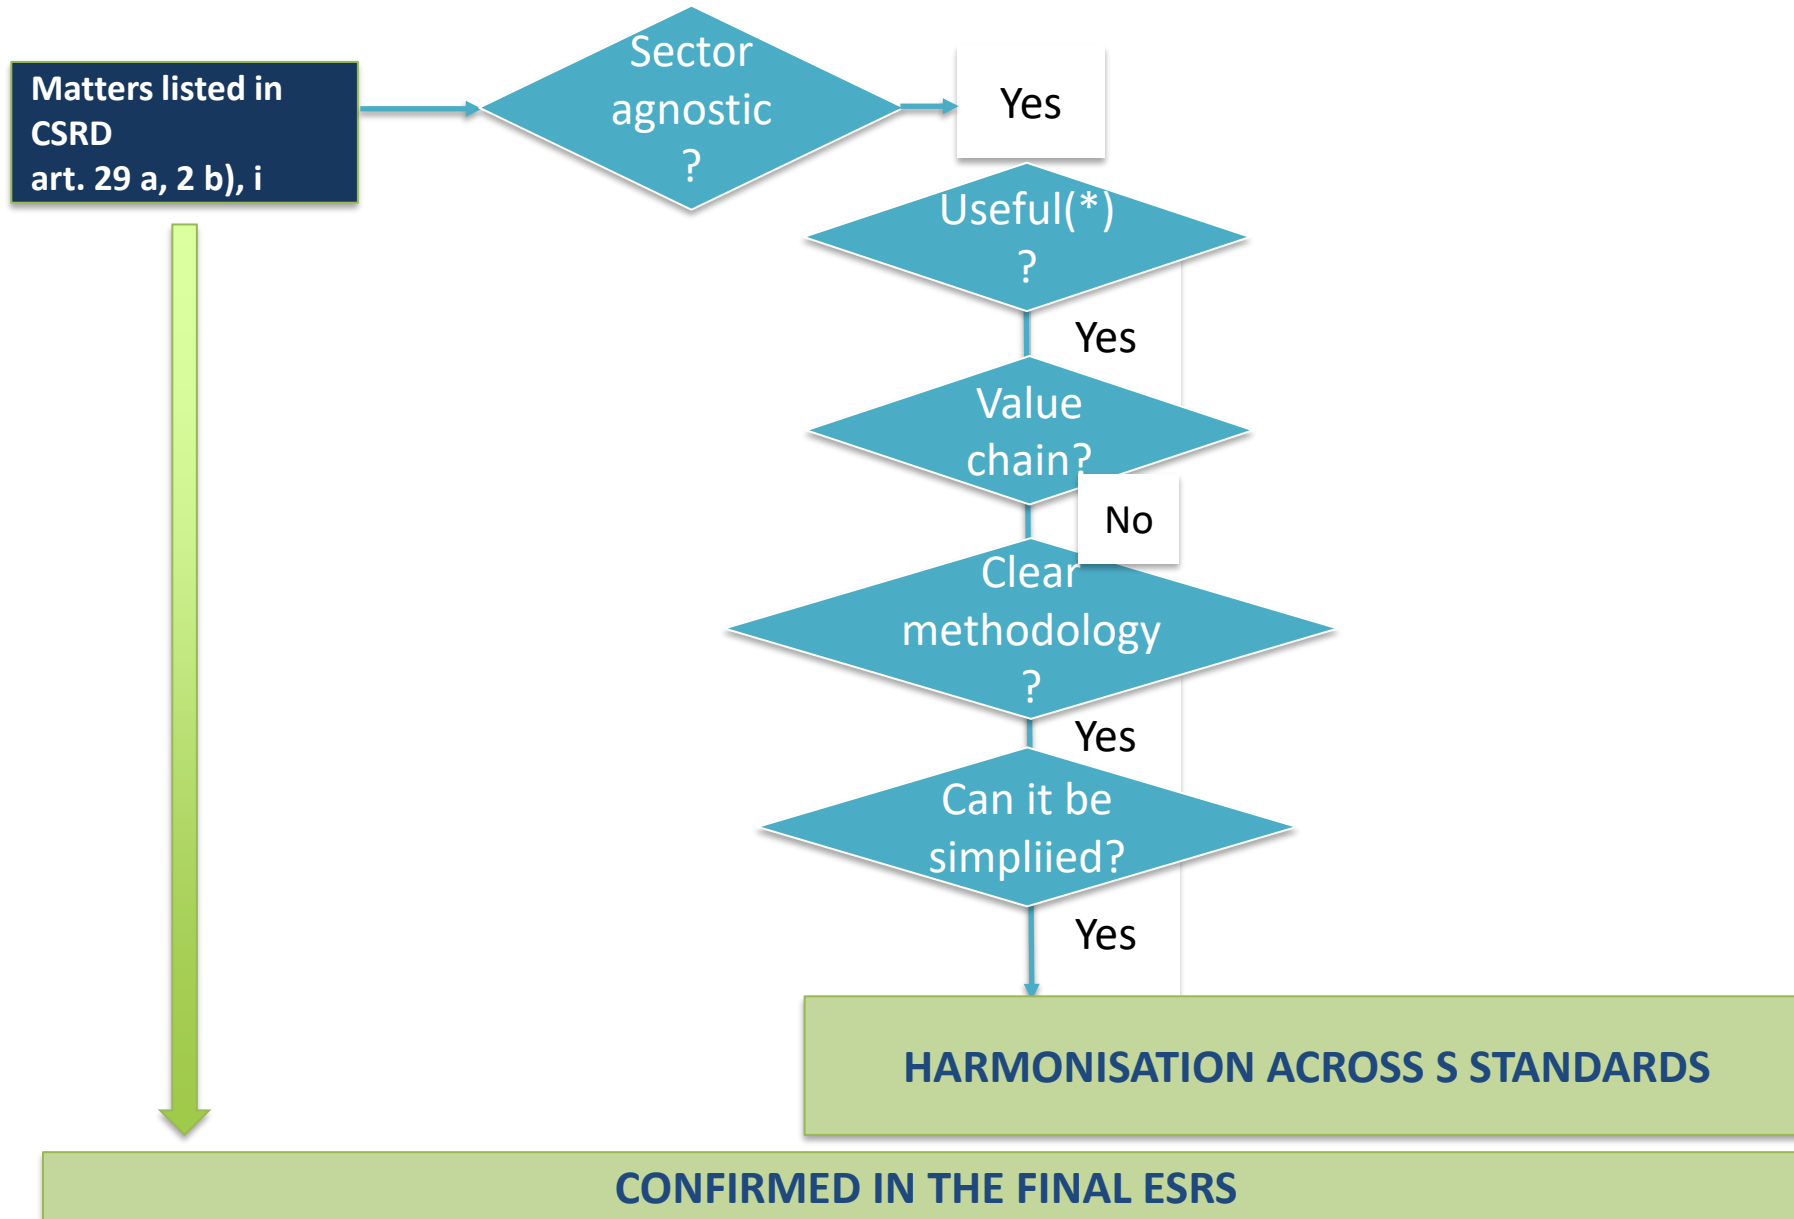 Matters listed in
CSRD
art. 29 a, 2 b), i
Sector
agnostic
?
Yes
Useful(*)
?
Yes
Value
chain?
No
Clear
methodology
?
Yes
Can it be
simpliied?
Yes
HARMONISATION ACROSS S STANDARDS
CONFIRMED IN THE FINAL ESRS